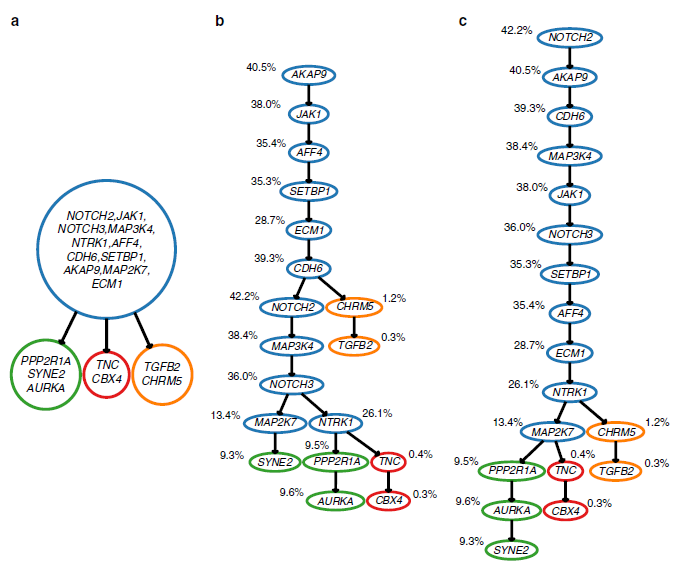 a
NOTCH2,JAK1,
NOTCH3,MAP3K4,
NTRK1,AFF4,
CDH6,SETBP1,
AKAP9,MAP2K7,
ECM1
PPP2R1A
SYNE2
AURKA
TNC
CBX4
TGFB2
CHRM5
b
40.5% AKAP9
38.0% JAK1
35.4% AFF4
35.3% SETBP1
28.7% ECM1
39.3% CDH6
42.2% NOTCH2 CHRM5 1.2%
38.4% MAP3K4 TGFB2 0.3%
36.0% NOTCH3
13.4% MAP2K7 NTRK1 26.1%
9.3% SYNE2 9.5% PPP2R1A TNC 0.4%
9.6% AURKA CBX4 0.3%
c
42.2% NOTCH2
40.5% AKAP9
39.3% CDH6
38.4% MAP3K4
38.0% JAK1
36.0% NOTCH3
35.3% SETBP1
35.4% AFF4
28.7% ECM1
26.1% NTRK1
13.4% MAP2K7 CHRM5 1.2%
9.5% PPP2R1A TNC 0.4% TGFB2 0.3%
9.6% AURKA CBX4 0.3%
9.3% SYNE2